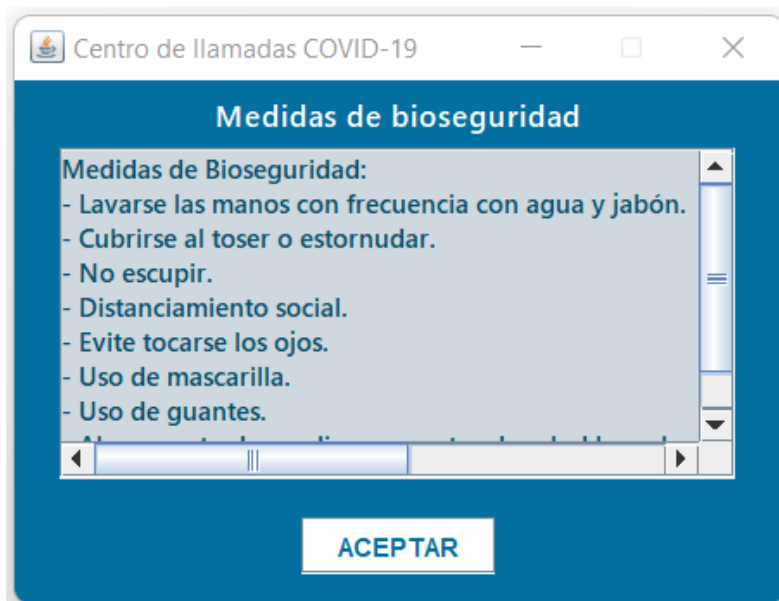 Centro de llamadas COVID-19
Medidas de bioseguridad
Medidas de Bioseguridad:
- Lavarse las manos con frecuencia con agua y jabón.
- Cubrirse al toser o estornudar.
- No escupir.
- Distanciamiento social.
- Evite tocarse los ojos.
- Uso de mascarilla.
- Uso de guantes.
ACEPTAR